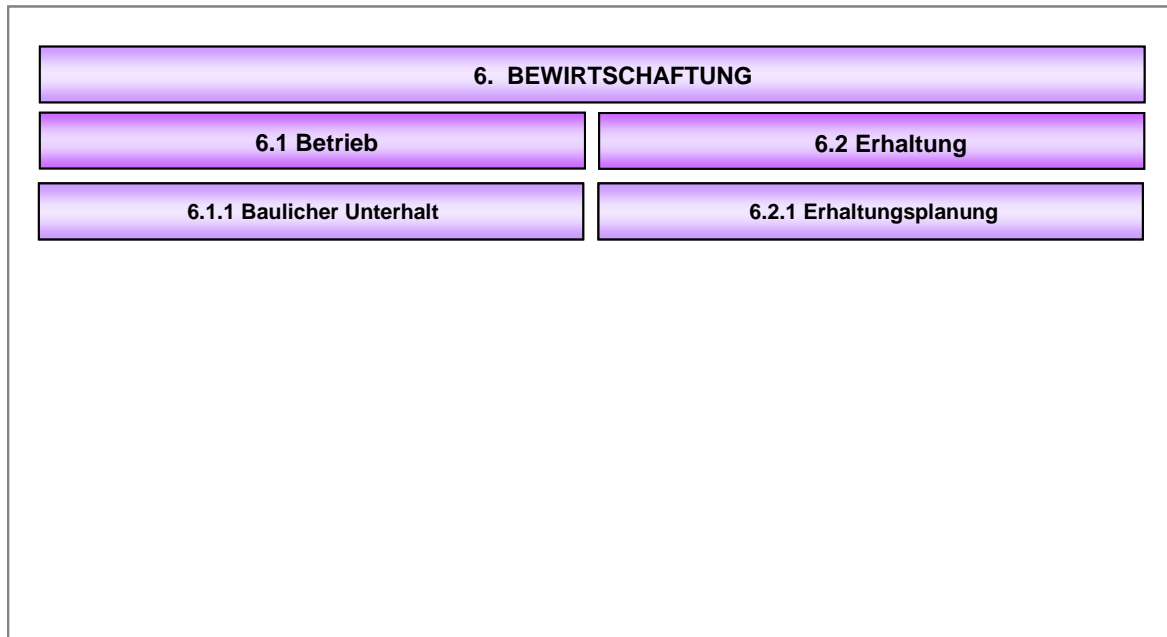 6. BEWIRTSCHAFTUNG
6.1 Betrieb
6.2 Erhaltung
6.1.1 Baulicher Unterhalt
6.2.1 Erhaltungsplanung